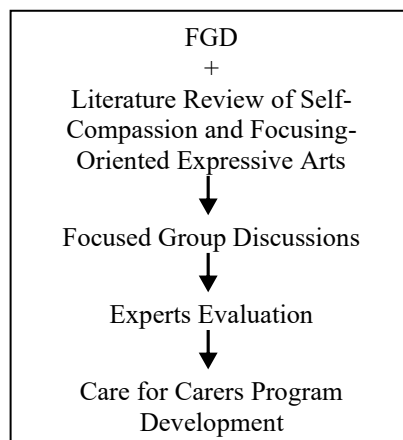 FGD
+
Literature Review of Self-
Compassion and Focusing-
Oriented Expressive Arts
Focused Group Discussions
Experts Evaluation
Care for Carers Program
Development